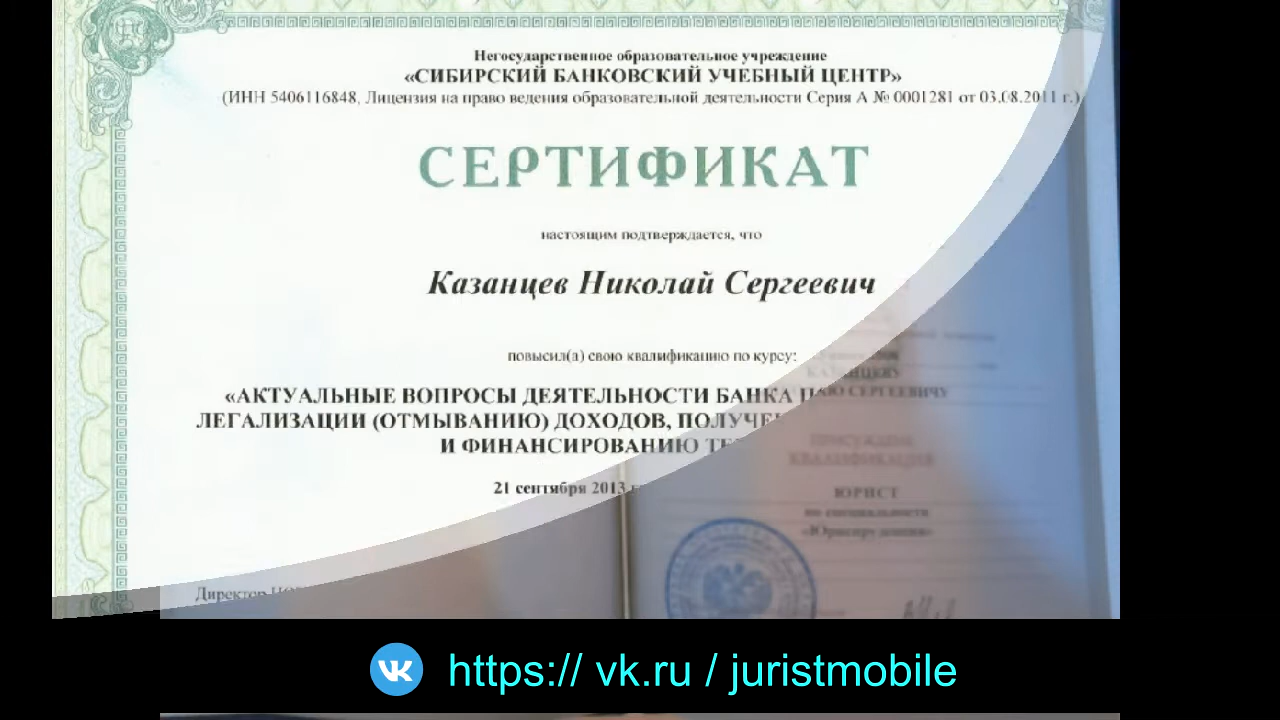 Негосударственное образовательное учреждение
«СИБИРСКИЙ БАНКОВСКИЙ УЧЕБНЫЙ ЦЕНТР»
(ИНН 5406116848, Лицензия на право ведения образовательной деятельности Серия А № 0001281 от 03.08.2011 г.)
СЕРТИФИКАТ
настоящим подтверждается, что
Казанцев Николай Сергеевич
повысил(а) свою квалификацию по курсу:
«АКТУАЛЬНЫЕ ВОПРОСЫ ДЕЯТЕЛЬНОСТИ БАНКА
ЛЕГАЛИЗАЦИИ (ОТМЫВАНИЮ) ДОХОДОВ,
И ФИНАНСИРОВАНИЮ
21 сентября 2013
Директор
КАЗАНЦЕВУ
СЕРГЕЕВИЧУ
КВАЛИФИКАЦИЯ
ЮРИСТ
по специальности
«Юриспруденция»
https:// vk.ru / juristmobile